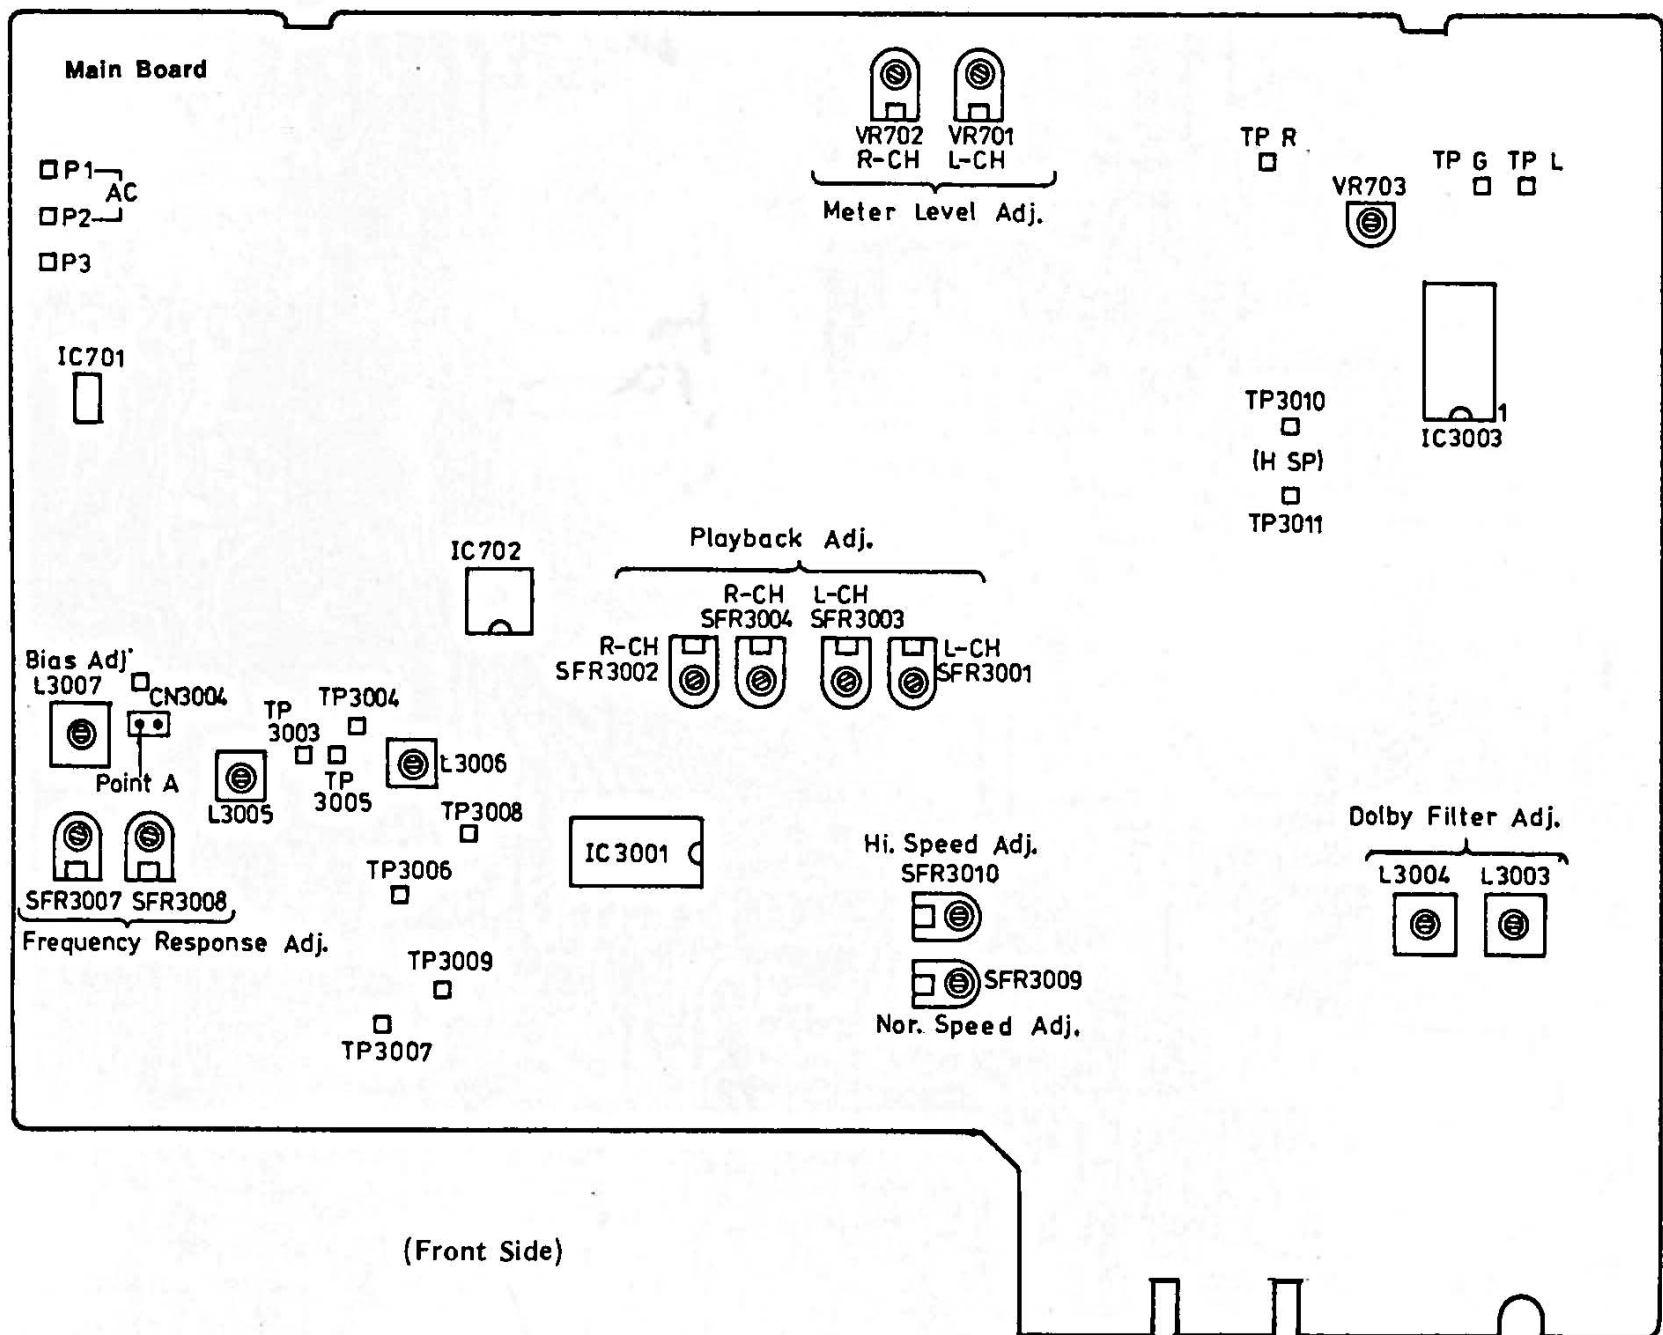 Main Board
P1
AC
P2
P3
VR702 VR701
R-CH L-CH
Meter Level Adj.
TP R
VR703
TP G TP L
IC701
TP3010
(H SP)
TP3011
1
IC3003
IC702
Playback Adj.
R-CH L-CH
SFR3004 SFR3003
R-CH
SFR3002
L-CH
SFR3001
Bias Adj
L3007
CN3004
Point A
TP
3003
TP3004
TP
3005
L3005
L3006
TP3008
IC3001
TP3006
SFR3007 SFR3008
Frequency Response Adj.
TP3009
TP3007
Hi. Speed Adj.
SFR3010
SFR3009
Nor. Speed Adj.
Dolby Filter Adj.
L3004 L3003
(Front Side)